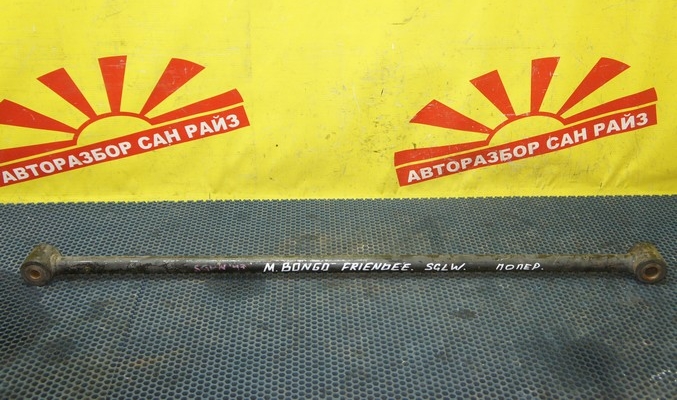 АВТОРАЗБОР САН РАЙЗ
АВТОРАЗБОР САН РАЙЗ
M. BONGO FRIENDEE. SGLW. ПОПЕР.